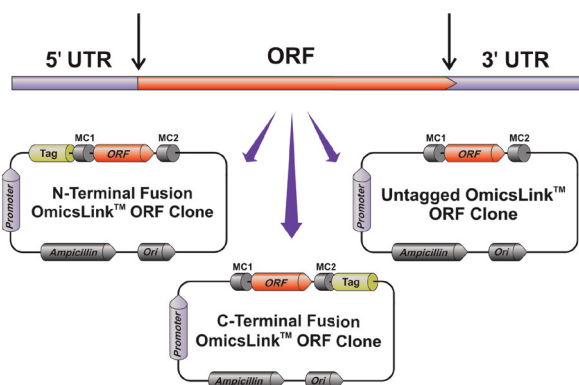 5' UTR
ORF
3' UTR
Tag
MC1
ORF
MC2
N-Terminal Fusion
OmicsLink™ ORF Clone
Promoter
Ampicillin
Ori
MC1
ORF
MC2
Untagged OmicsLink™
ORF Clone
Promoter
Ampicillin
Ori
MC1
ORF
MC2
Tag
C-Terminal Fusion
OmicsLink™ ORF Clone
Promoter
Ampicillin
Ori